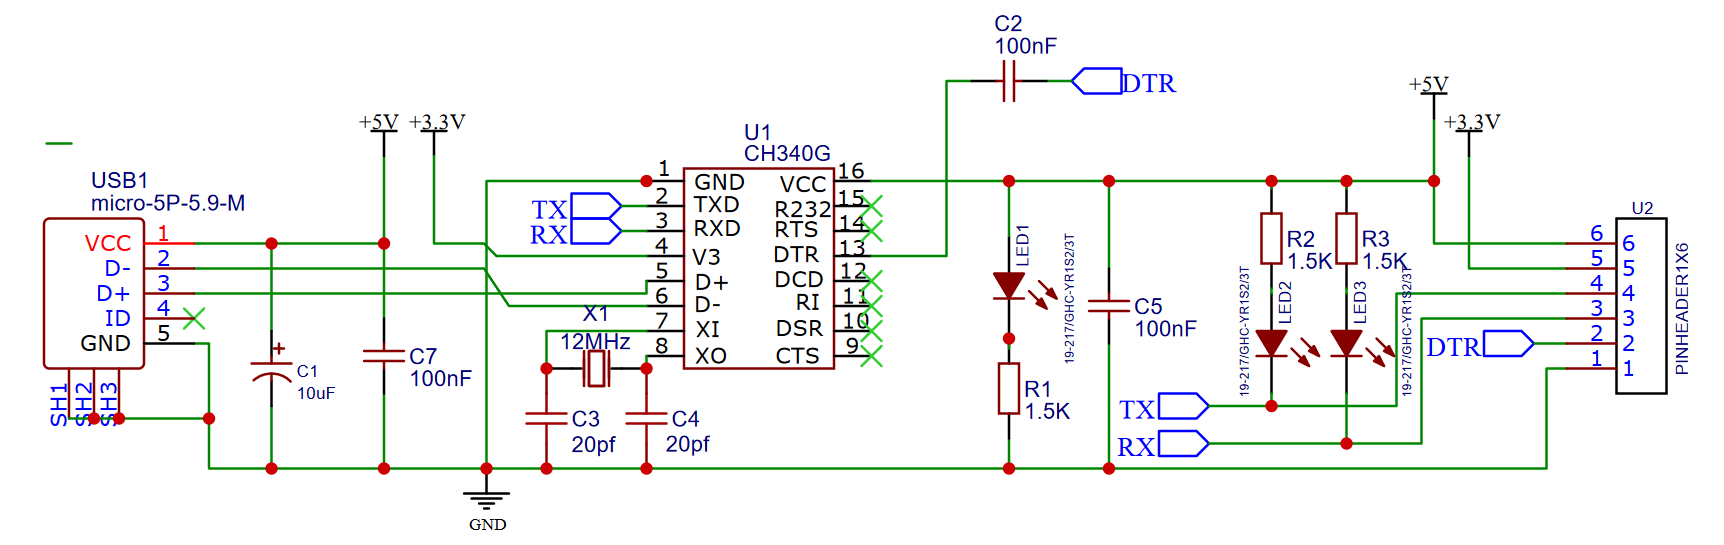 C2
100nF
DTR
+5V
+3.3V
+5V
+3.3V
USB1
micro-5P-5.9-M
VCC
D-
D+
ID
GND
1
2
3
4
5
SH1
SH2
SH3
C1
10uF
C7
100nF
GND
TX
RX
U1
CH340G
1
2
3
4
5
6
7
8
GND
TXD
RXD
V3
D+
D-
XI
XO
VCC
R232
RTS
DTR
DCD
RI
DSR
CTS
16
15
14
13
12
11
10
9
X1
12MHz
C3
20pf
C4
20pf
LED1
19-217/GHC-YR1S2/3T
R1
1.5K
C5
100nF
R2
1.5K
LED2
19-217/GHC-YR1S2/3T
R3
1.5K
LED3
19-217/GHC-YR1S2/3T
TX
RX
DTR
U2
PINHEADER1X6
6
5
4
3
2
1
6
5
4
3
2
1